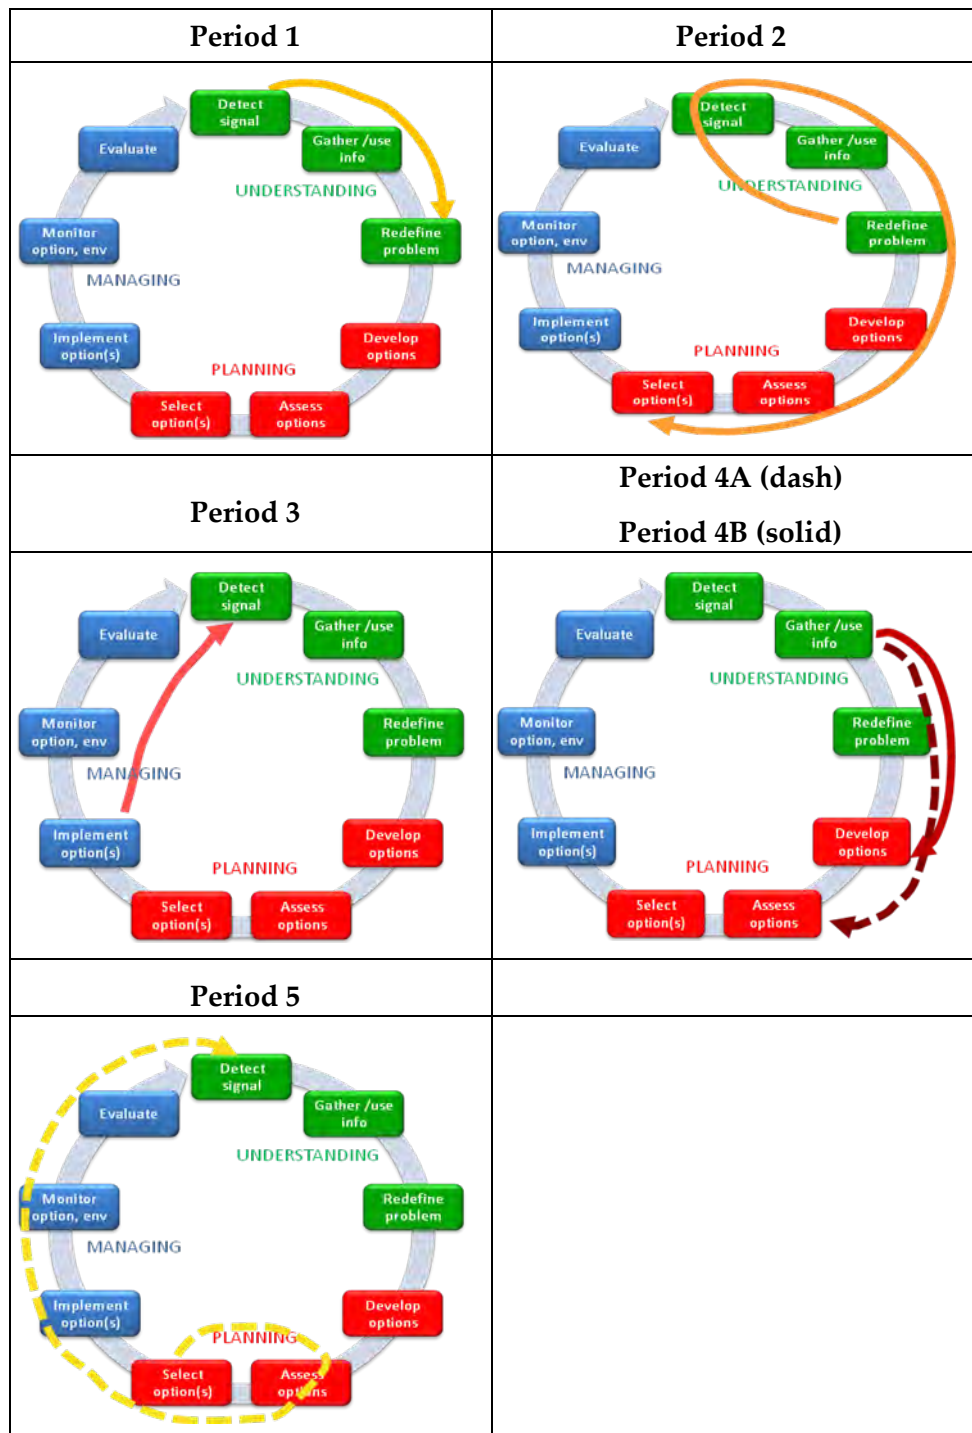 Period 1
Detect
signal
Gather /use
info
Redefine
problem
Develop
options
Assess
options
Select
option(s)
Implement
option(s)
Monitor
option, env
Evaluate
UNDERSTANDING
MANAGING
PLANNING
Period 2
Detect
signal
Gather /use
info
Redefine
problem
Develop
options
Assess
options
Select
option(s)
Implement
option(s)
Monitor
option, env
Evaluate
UNDERSTANDING
MANAGING
PLANNING
Period 3
Detect
signal
Gather /use
info
Redefine
problem
Develop
options
Assess
options
Select
option(s)
Implement
option(s)
Monitor
option, env
Evaluate
UNDERSTANDING
MANAGING
PLANNING
Period 4A (dash)
Period 4B (solid)
Detect
signal
Gather /use
info
Redefine
problem
Develop
options
Assess
options
Select
option(s)
Implement
option(s)
Monitor
option, env
Evaluate
UNDERSTANDING
MANAGING
PLANNING
Period 5
Detect
signal
Gather /use
info
Redefine
problem
Develop
options
Assess
options
Select
option(s)
Implement
option(s)
Monitor
option, env
Evaluate
UNDERSTANDING
MANAGING
PLANNING